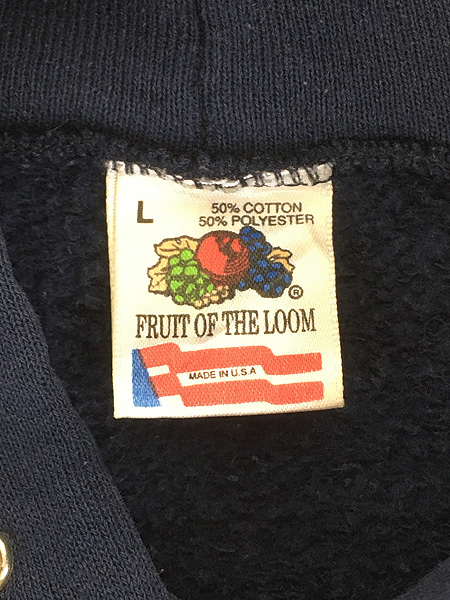 L
50% COTTON
50% POLYESTER
®
FRUIT OF THE LOOM
MADE IN U.S.A